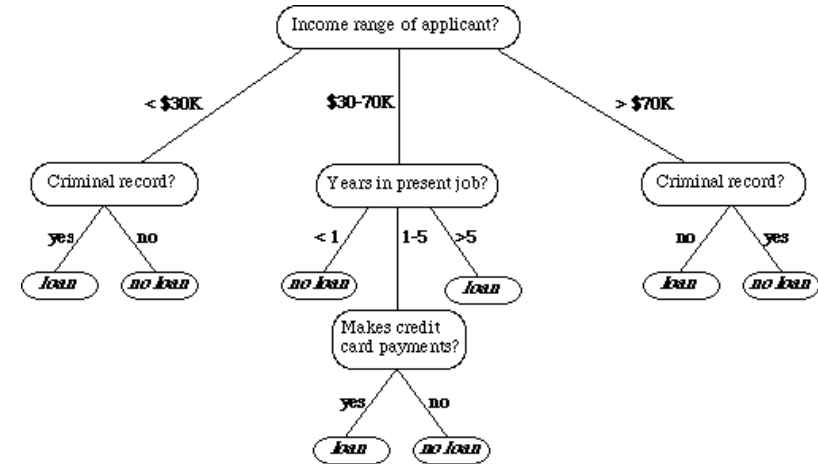 Income range of applicant?
< $30K
$30-70K
> $70K
Criminal record?
Years in present job?
Criminal record?
yes
no
< 1
1-5
>5
no
yes
loan
no loan
no loan
loan
loan
no loan
Makes credit
card payments?
yes
no
loan
no loan